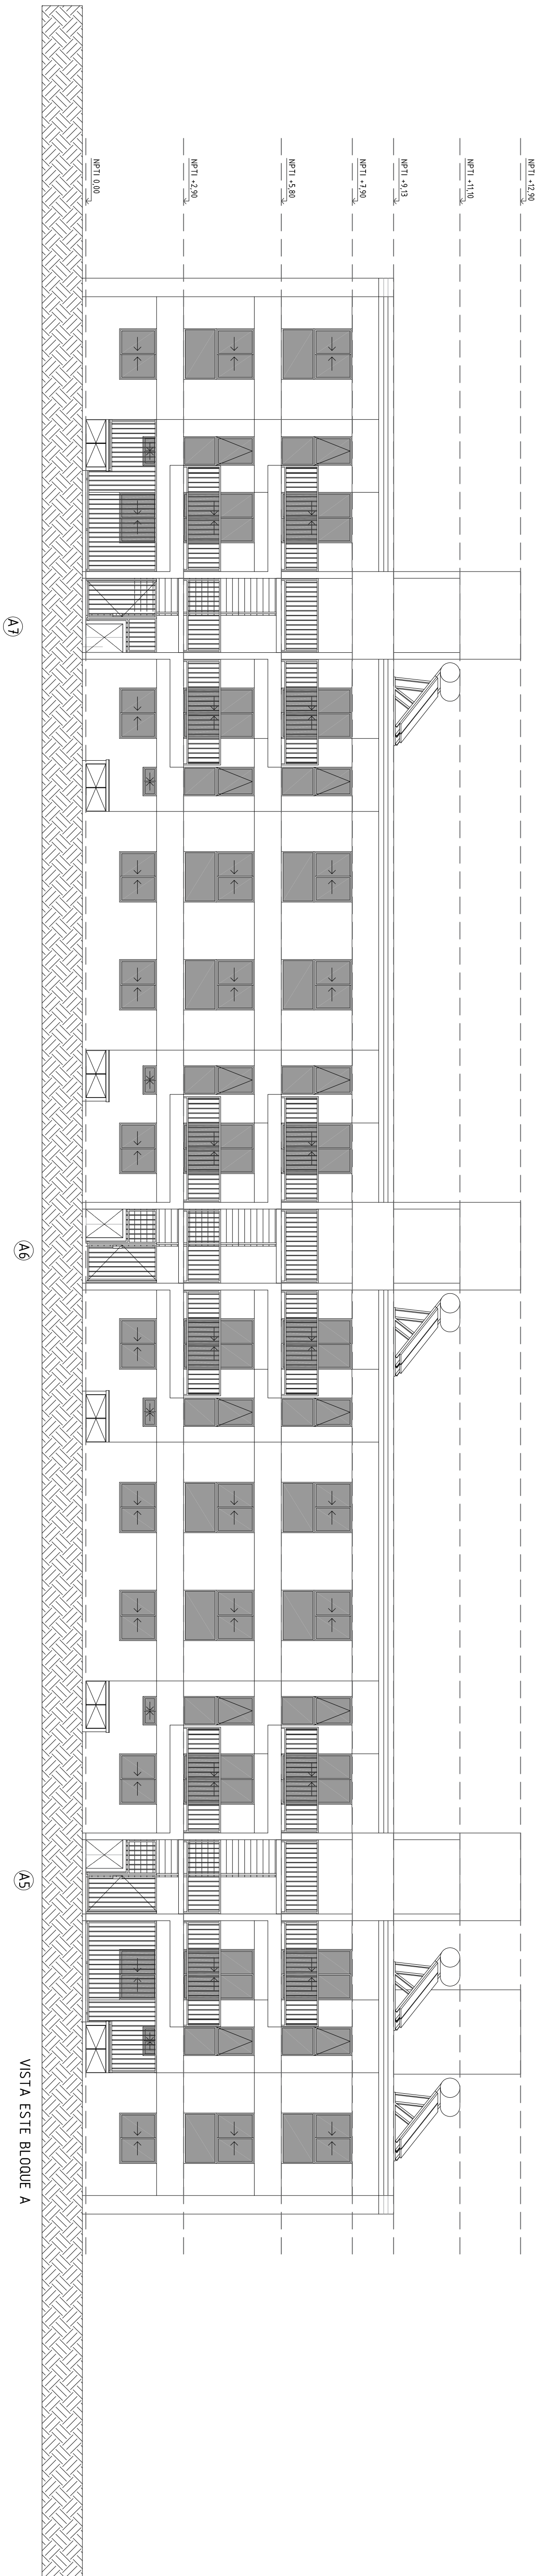 NPTI +12,90
NPTI +11,10
NPTI +9,13
NPTI +7,90
NPTI +5,80
NPTI +2,90
NPTI 0,00
A7
A6
A5
VISTA ESTE BLOQUE A